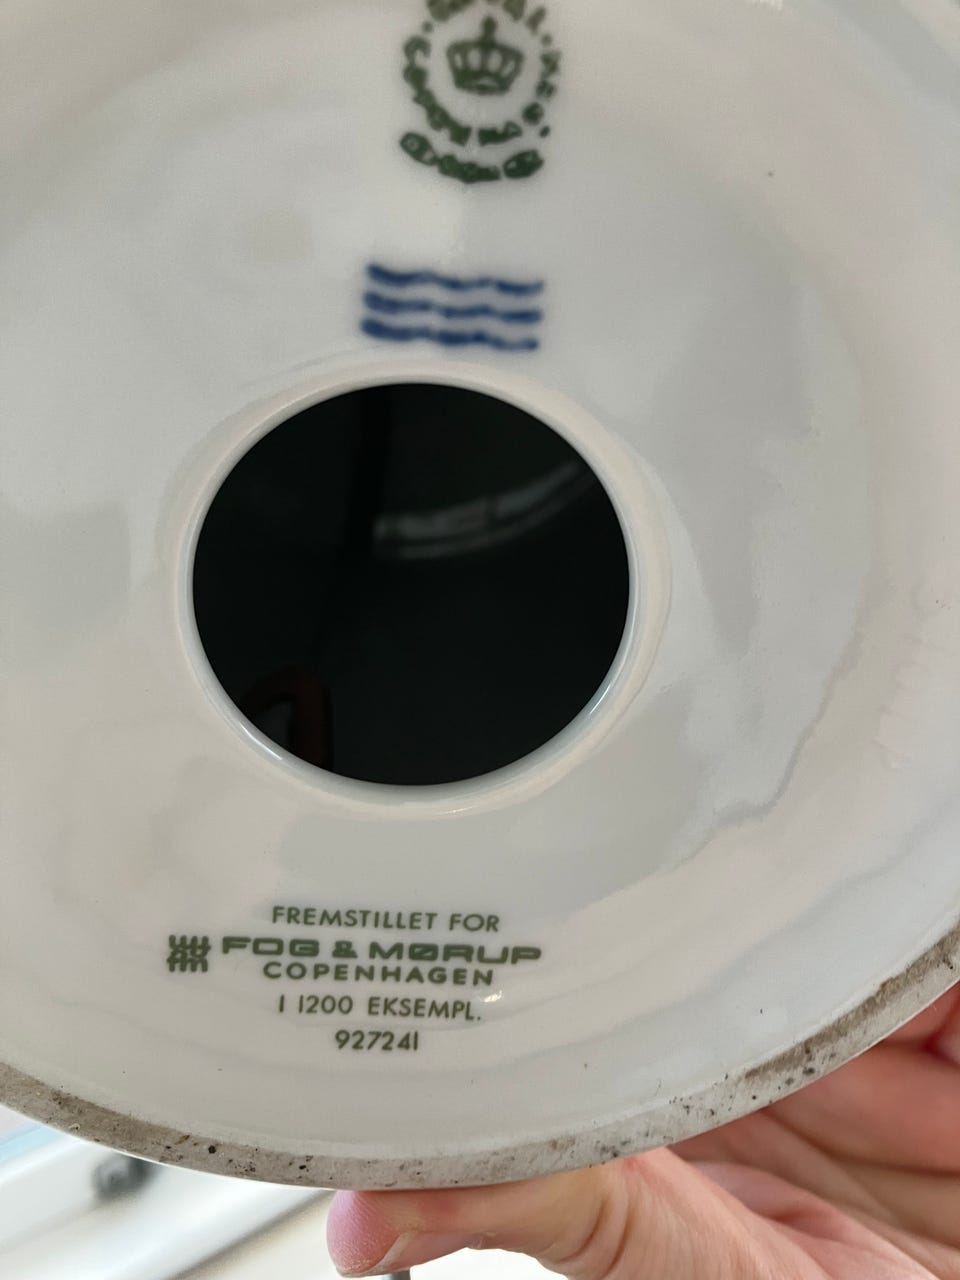 FREMSTILLET FOR
FOG & MØRUP
COPENHAGEN
I 1200 EKSEMPL.
927241